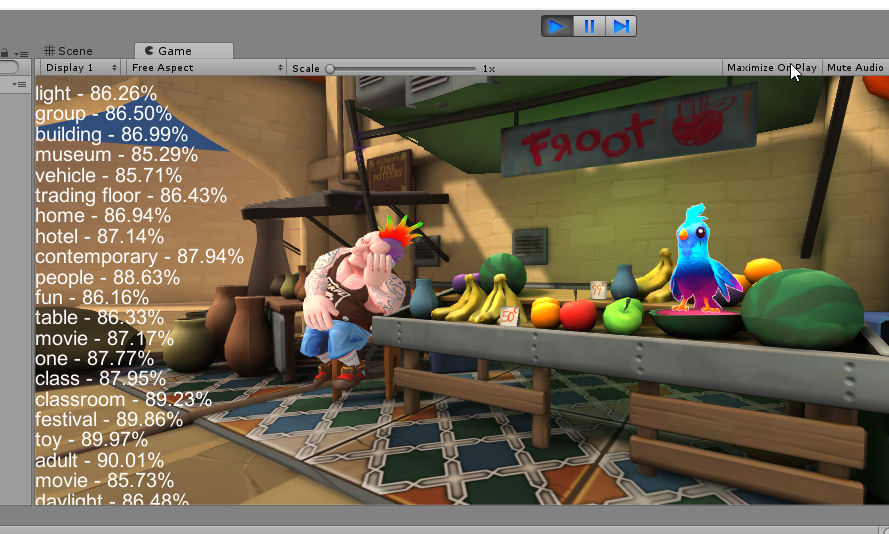 Scene
Game
Display 1
Free Aspect
Scale
1x
Maximize On Play
Mute Audio
light - 86.26%
group - 86.50%
building - 86.99%
museum - 85.29%
vehicle - 85.71%
trading floor - 86.43%
home - 86.94%
hotel - 87.14%
contemporary - 87.94%
people - 88.63%
fun - 86.16%
table - 86.33%
movie - 87.17%
one - 87.77%
class - 87.95%
classroom - 89.23%
festival - 89.86%
toy - 89.97%
adult - 90.01%
movie - 85.73%
daylight - 86.48%
FROOT
FINE
POTTERY
99¢
50¢